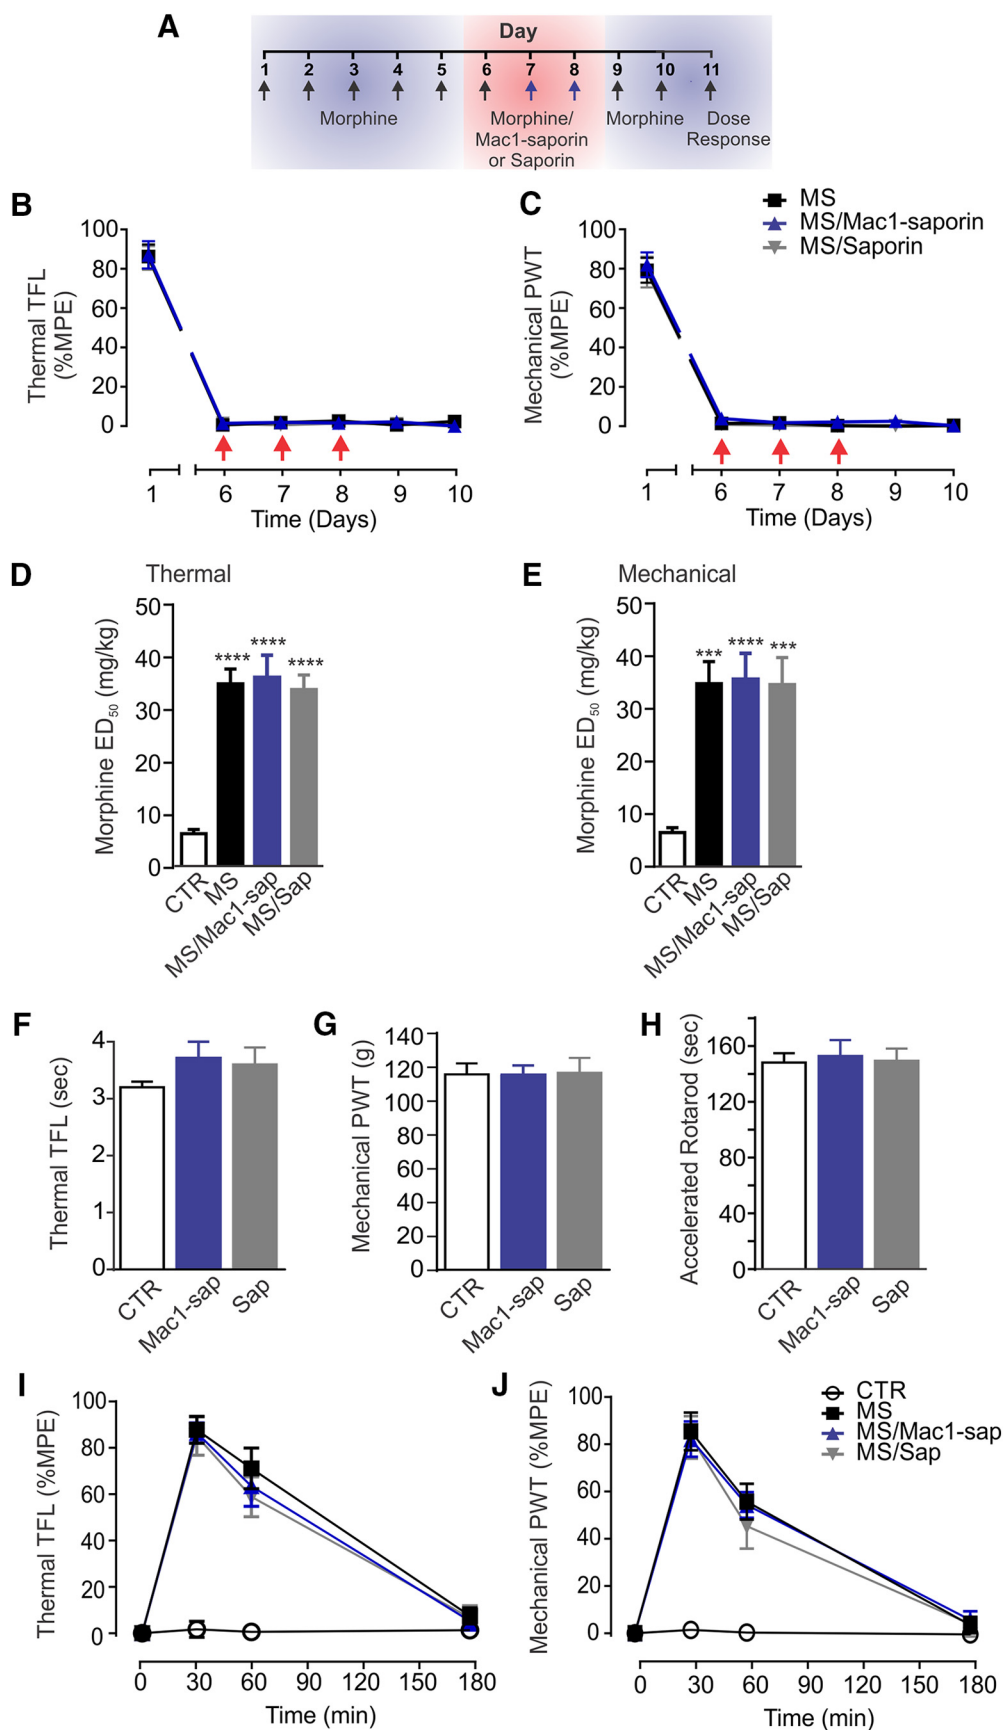 A
Day
1 2 3 4 5 6 7 8 9 10 11
Morphine
Morphine/
Mac1-saporin
or Saporin
Morphine
Dose
Response
B
Thermal TFL
(%MPE)
100
80
60
40
20
0
1 6 7 8 9 10
Time (Days)
C
MS
MS/Mac1-saporin
MS/Saporin
Mechanical PWT
(%MPE)
100
80
60
40
20
0
1 6 7 8 9 10
Time (Days)
D
Thermal
Morphine ED50 (mg/kg)
50
40
30
20
10
0
**** **** ****
CTR
MS
MS/Mac1-sap
MS/Sap
E
Mechanical
Morphine ED50 (mg/kg)
50
40
30
20
10
0
*** **** ***
CTR
MS
MS/Mac1-sap
MS/Sap
F
Thermal TFL (sec)
4
3
2
1
0
CTR
Mac1-sap
Sap
G
Mechanical PWT (g)
140
120
100
80
60
40
20
0
CTR
Mac1-sap
Sap
H
Accelerated Rotarod (sec)
160
120
80
40
0
CTR
Mac1-sap
Sap
I
Thermal TFL (%MPE)
100
80
60
40
20
0
0 30 60 90 120 150 180
Time (min)
J
CTR
MS
MS/Mac1-sap
MS/Sap
Mechanical PWT (%MPE)
100
80
60
40
20
0
0 30 60 90 120 150 180
Time (min)